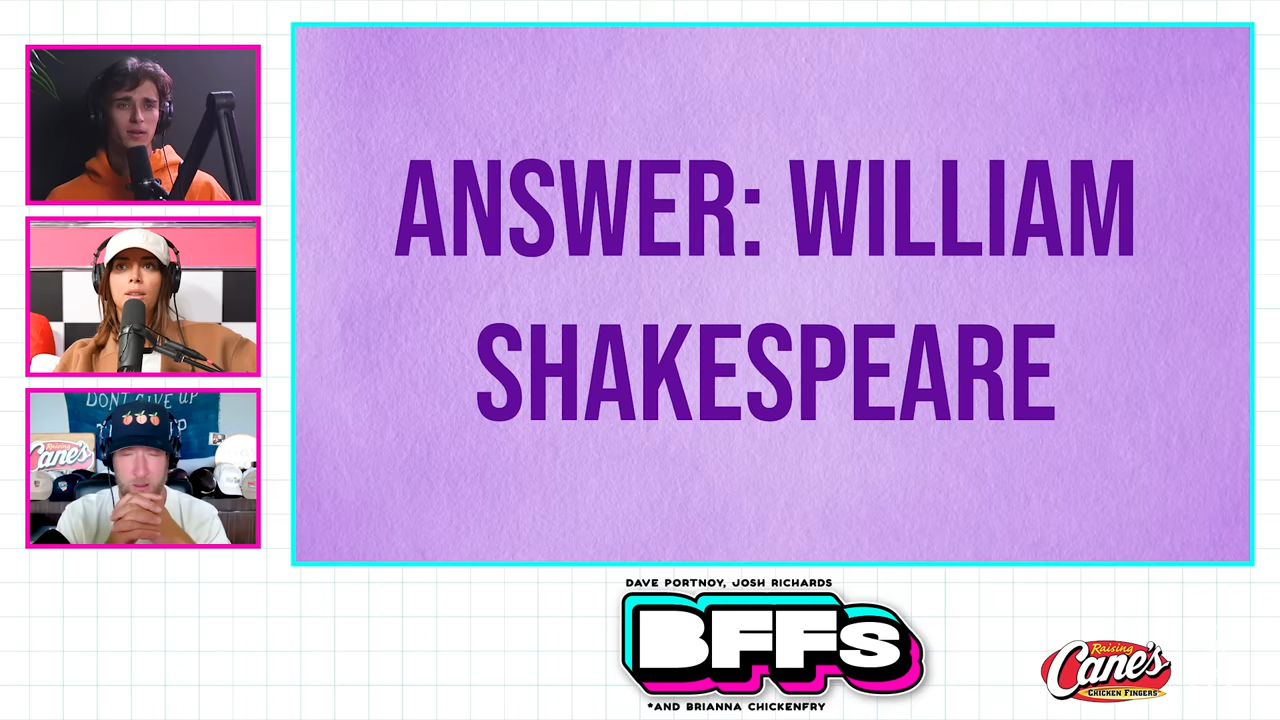 ANSWER: WILLIAM
SHAKESPEARE
DONT GIVE UP
Raising
Cane's
DAVE PORTNOY, JOSH RICHARDS
BFFs
*AND BRIANNA CHICKENFRY
Raising
Cane's
CHICKEN FINGERS